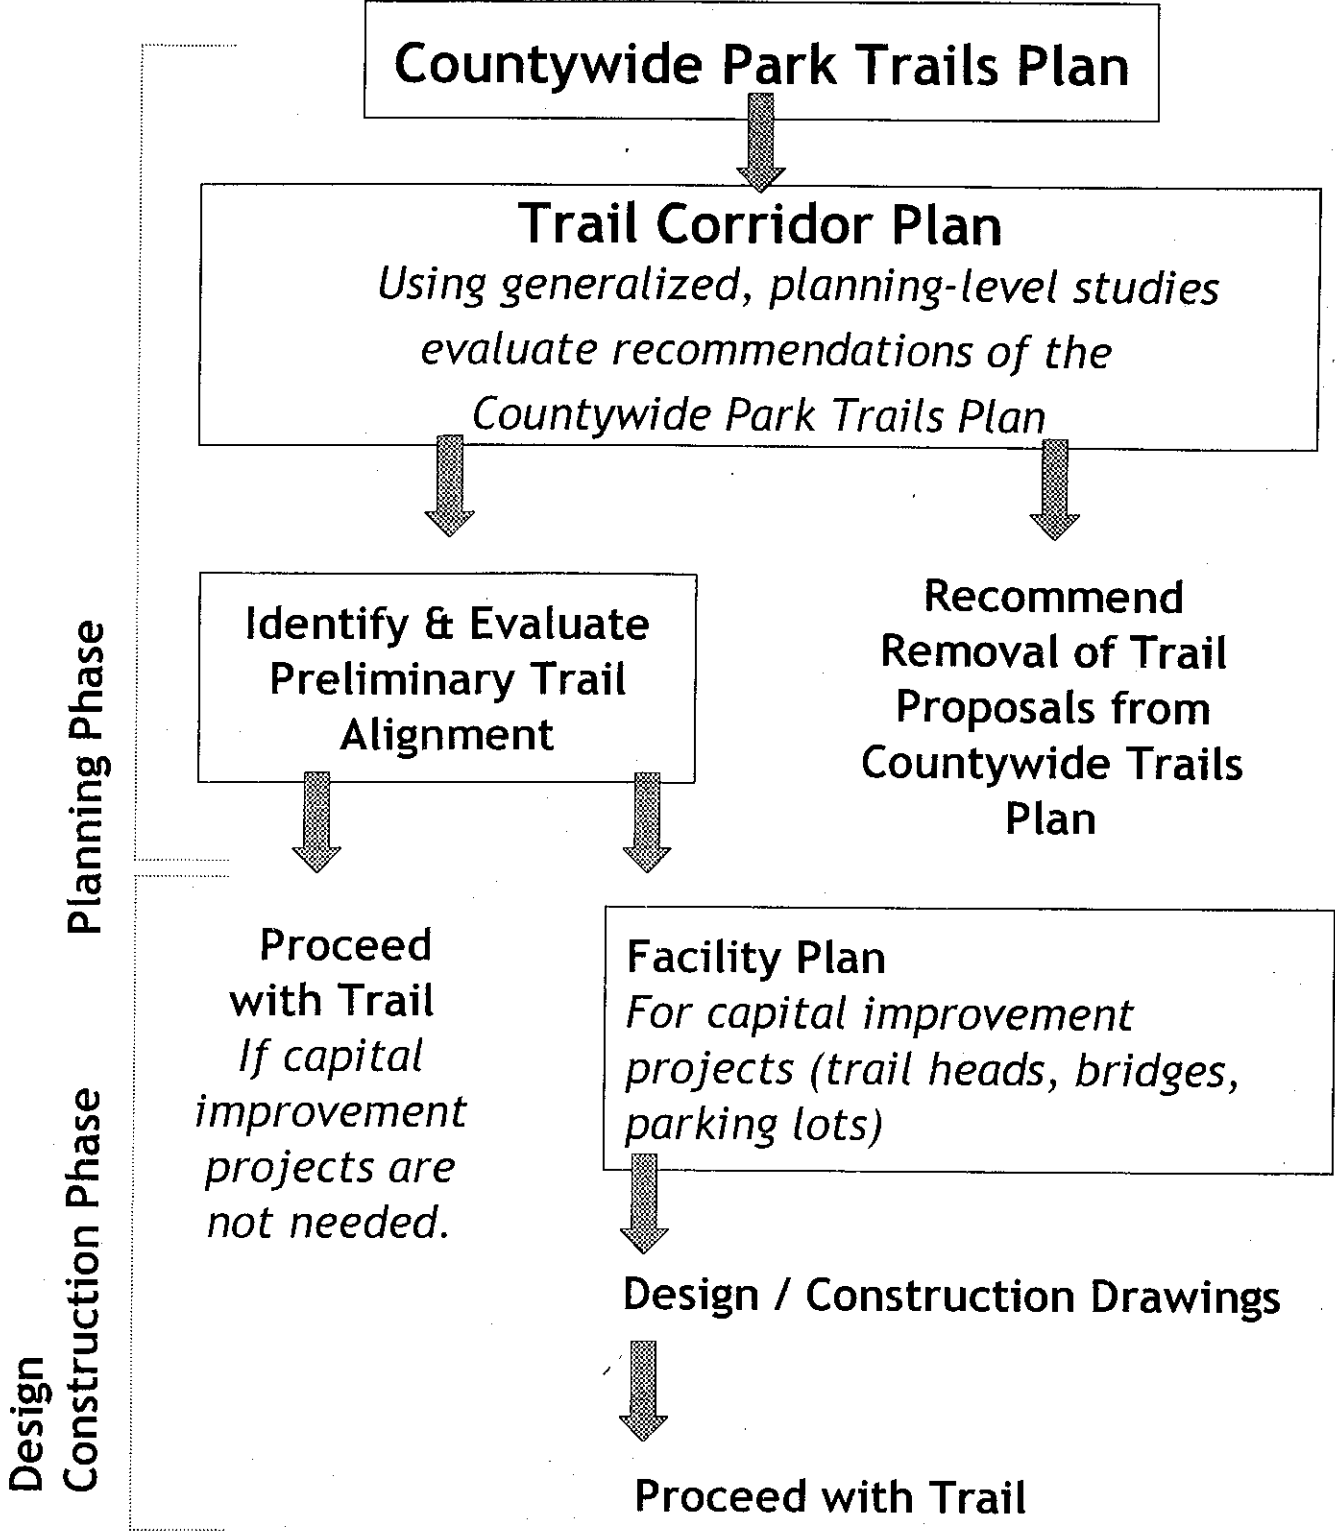 Countywide Park Trails Plan
Trail Corridor Plan
Using generalized, planning-level studies
evaluate recommendations of the
Countywide Park Trails Plan
Identify & Evaluate
Preliminary Trail
Alignment
Recommend
Removal of Trail
Proposals from
Countywide Trails
Plan
Planning Phase
Proceed
with Trail
If capital
improvement
projects are
not needed.
Facility Plan
For capital improvement
projects (trail heads, bridges,
parking lots)
Design / Construction Drawings
Proceed with Trail
Design
Construction Phase